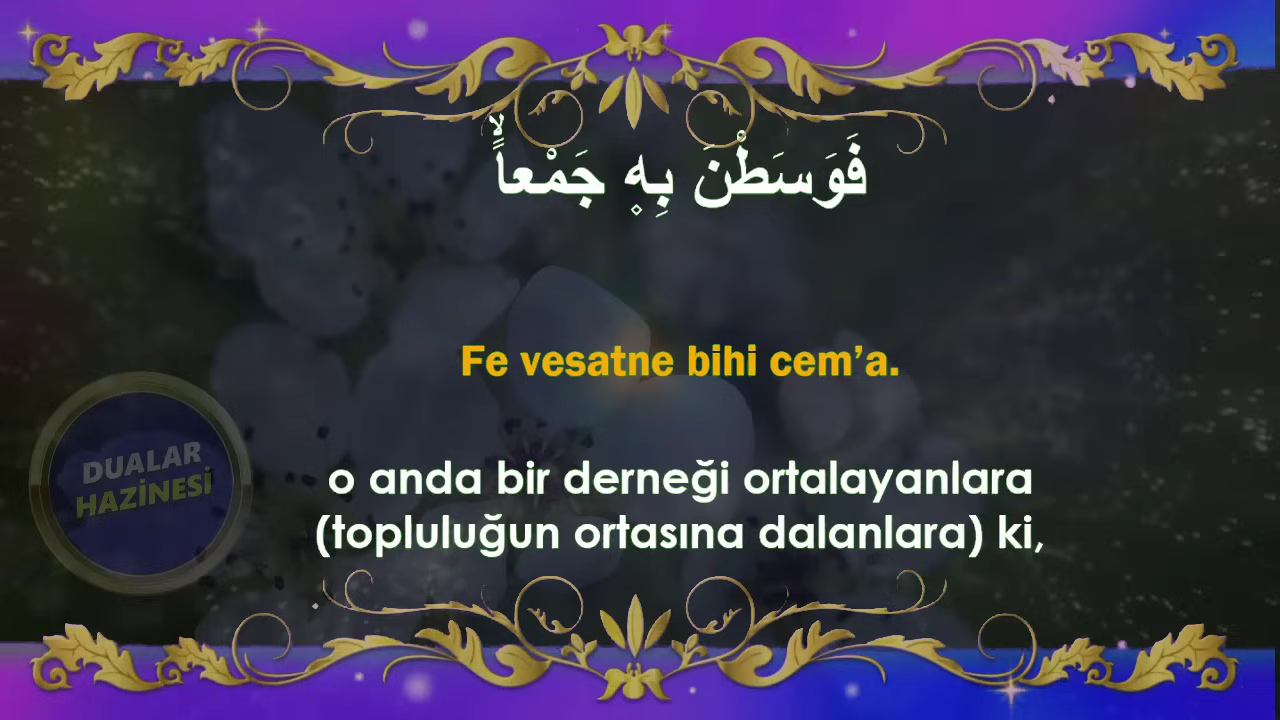 فَوَسَطْنَ بِهٖ جَمْعاًۙ
Fe vesatne bihi cem’a.
o anda bir derneği ortalayanlara
(topluluğun ortasına dalanlara) ki,
DUALAR
HAZİNESİ